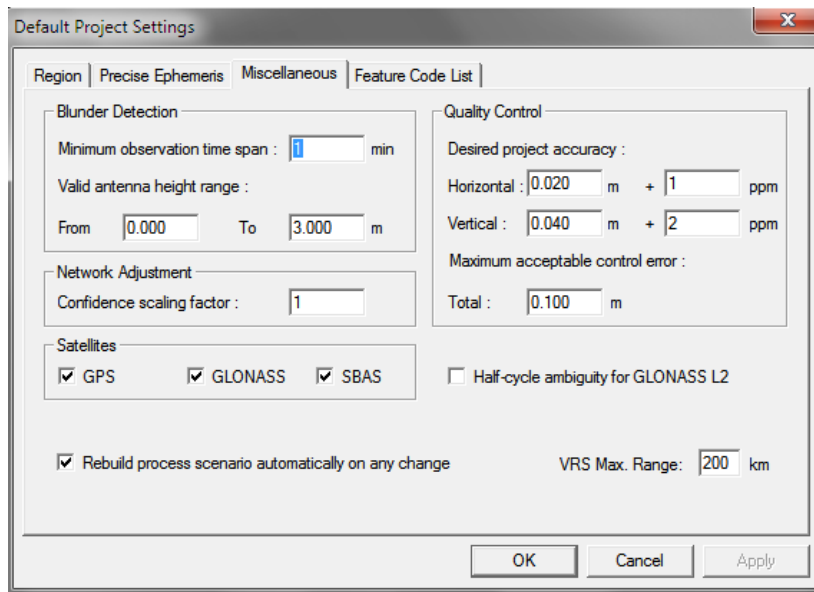 Default Project Settings
Region Precise Ephemeris Miscellaneous Feature Code List
Blunder Detection
Minimum observation time span : 1 min
Valid antenna height range :
From 0.000 To 3.000 m
Network Adjustment
Confidence scaling factor : 1
Quality Control
Desired project accuracy :
Horizontal : 0.020 m + 1 ppm
Vertical : 0.040 m + 2 ppm
Maximum acceptable control error :
Total : 0.100 m
Satellites
GPS GLONASS SBAS
Half-cycle ambiguity for GLONASS L2
Rebuild process scenario automatically on any change
VRS Max. Range: 200 km
OK Cancel Apply